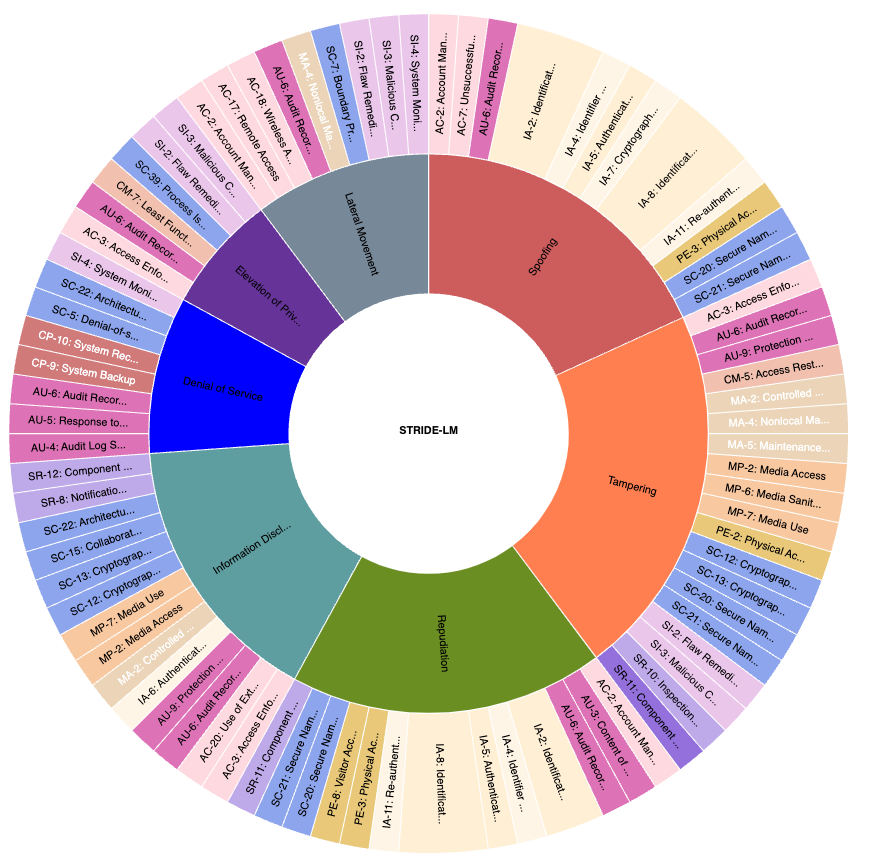 STRIDE-LM
Spoofing
AC-2: Account Man...
AC-7: Unsuccessfu...
AU-6: Audit Recor...
IA-2: Identificat...
IA-4: Identifier ...
IA-5: Authenticat...
IA-7: Cryptograph...
IA-8: Identificat...
IA-11: Re-authent...
PE-3: Physical Ac...
SC-20: Secure Nam...
SC-21: Secure Nam...
Tampering
AC-3: Access Enfo...
AU-6: Audit Recor...
AU-9: Protection ...
CM-5: Access Rest...
MA-2: Controlled ...
MA-4: Nonlocal Ma...
MA-5: Maintenance...
MP-2: Media Access
MP-6: Media Sanit...
MP-7: Media Use
PE-2: Physical Ac...
SC-12: Cryptograp...
SC-13: Cryptograp...
SC-20: Secure Nam...
SC-21: Secure Nam...
SI-2: Flaw Remedi...
SI-3: Malicious C...
SR-10: Inspection...
SR-11: Component ...
Repudiation
AC-2: Account Man...
AU-3: Content of ...
AU-6: Audit Recor...
IA-2: Identificat...
IA-4: Identifier ...
IA-5: Authenticat...
IA-8: Identificat...
IA-11: Re-authent...
PE-3: Physical Ac...
PE-8: Visitor Acc...
SC-20: Secure Nam...
SC-21: Secure Nam...
SR-11: Component ...
Information Discl...
AC-3: Access Enfo...
AC-20: Use of Ext...
AU-6: Audit Recor...
AU-9: Protection ...
IA-6: Authenticat...
MA-2: Controlled ...
MP-2: Media Access
MP-7: Media Use
SC-12: Cryptograp...
SC-13: Cryptograp...
SC-15: Collaborat...
SC-22: Architectu...
SR-8: Notificatio...
SR-12: Component ...
Denial of Service
AU-4: Audit Log S...
AU-5: Response to...
AU-6: Audit Recor...
CP-9: System Backup
CP-10: System Rec...
SC-5: Denial-of-s...
SC-22: Architectu...
SI-4: System Moni...
Elevation of Priv...
AC-3: Access Enfo...
AU-6: Audit Recor...
CM-7: Least Funct...
SC-39: Process Is...
SI-2: Flaw Remedi...
SI-3: Malicious C...
Lateral Movement
AC-2: Account Man...
AC-17: Remote Access
AC-18: Wireless A...
AU-6: Audit Recor...
MA-4: Nonlocal Ma...
SC-7: Boundary Pr...
SI-2: Flaw Remedi...
SI-3: Malicious C...
SI-4: System Moni...